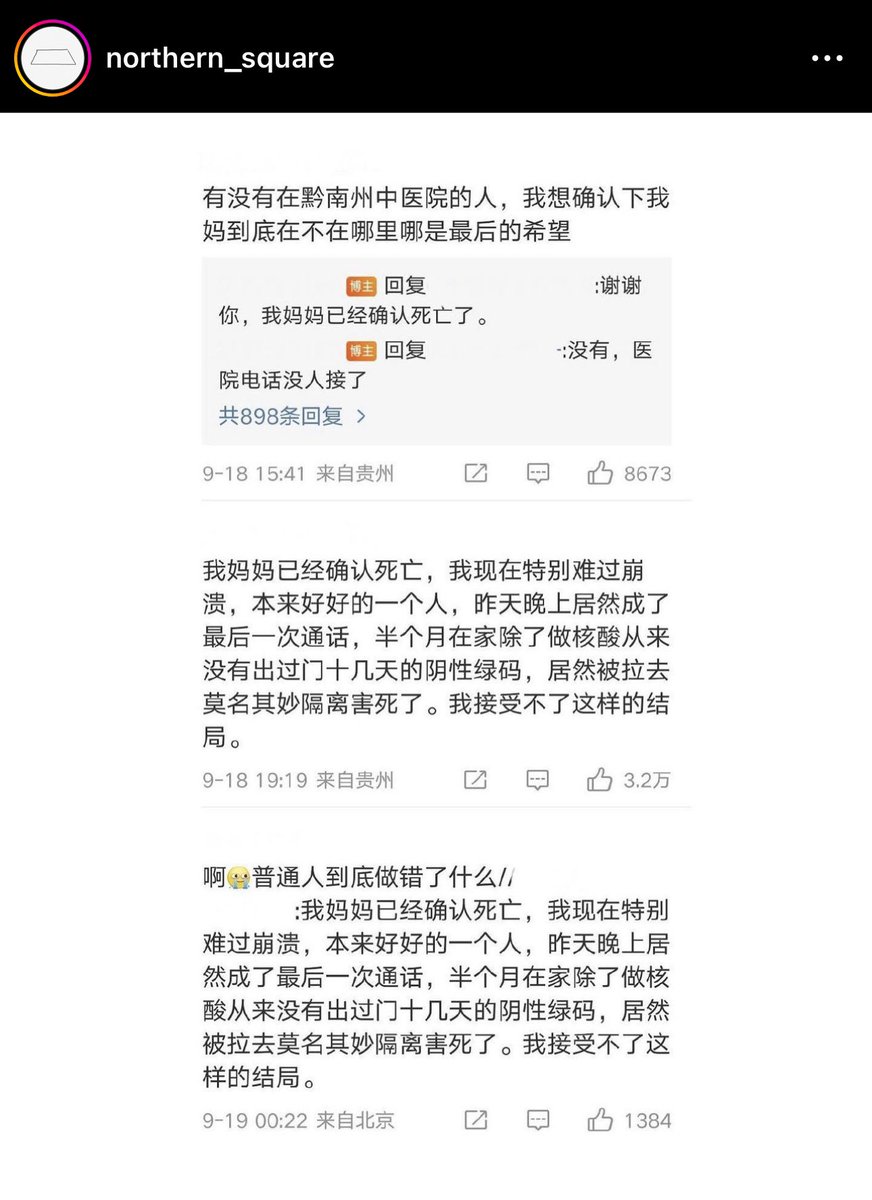 northern_square
有没有在黔南州中医院的人，我想确认下我
妈到底在不在哪里哪是最后的希望
博主 回复 :谢谢
你，我妈妈已经确认死亡了。
博主 回复 -:没有，医
院电话没人接了
共898条回复 >
9-18 15:41 来自贵州 8673
我妈妈已经确认死亡，我现在特别难过崩
溃，本来好好的一个人，昨天晚上居然成了
最后一次通话，半个月在家除了做核酸从来
没有出过门十几天的阴性绿码，居然被拉去
莫名其妙隔离害死了。我接受不了这样的结
局。
9-18 19:19 来自贵州 3.2万
啊😭普通人到底做错了什么//
:我妈妈已经确认死亡，我现在特别
难过崩溃，本来好好的一个人，昨天晚上居
然成了最后一次通话，半个月在家除了做核
酸从来没有出过门十几天的阴性绿码，居然
被拉去莫名其妙隔离害死了。我接受不了这
样的结局。
9-19 00:22 来自北京 1384